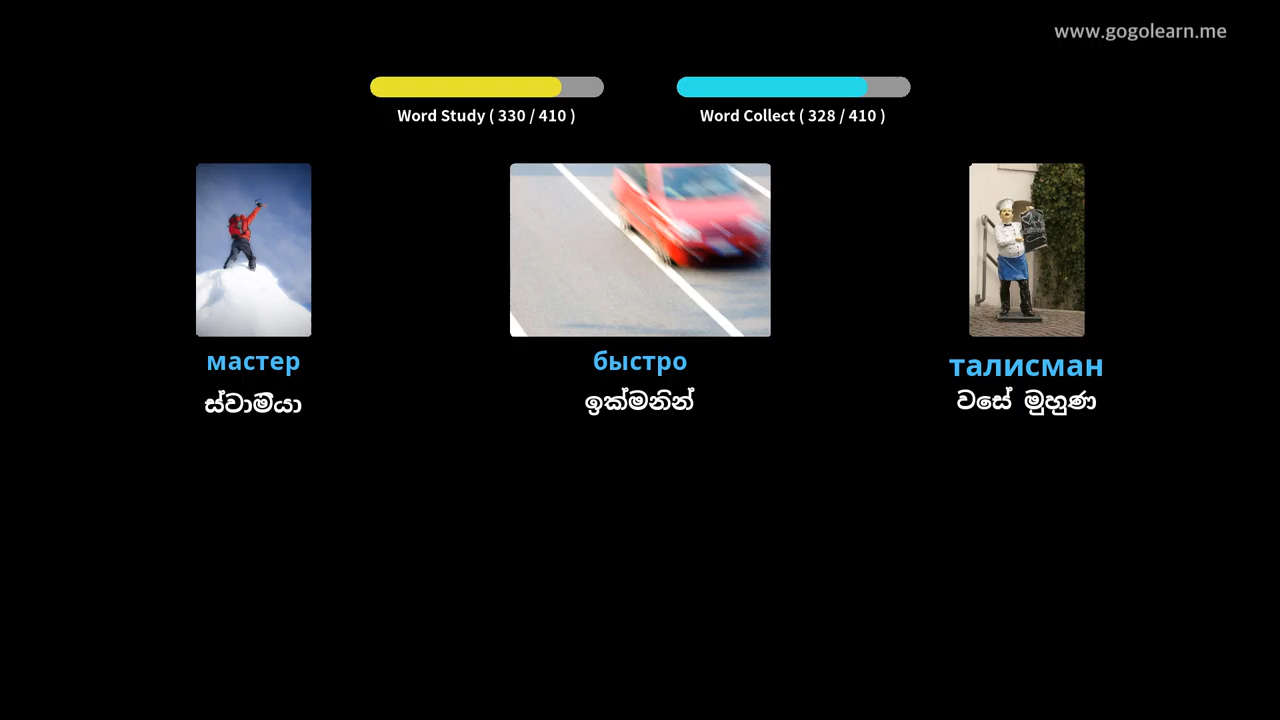 www.gogolearn.me
Word Study ( 330 / 410 )
Word Collect ( 328 / 410 )
мастер
быстро
талисман
ස්වාමියා
ඉක්මනින්
වසේ මුහුණ